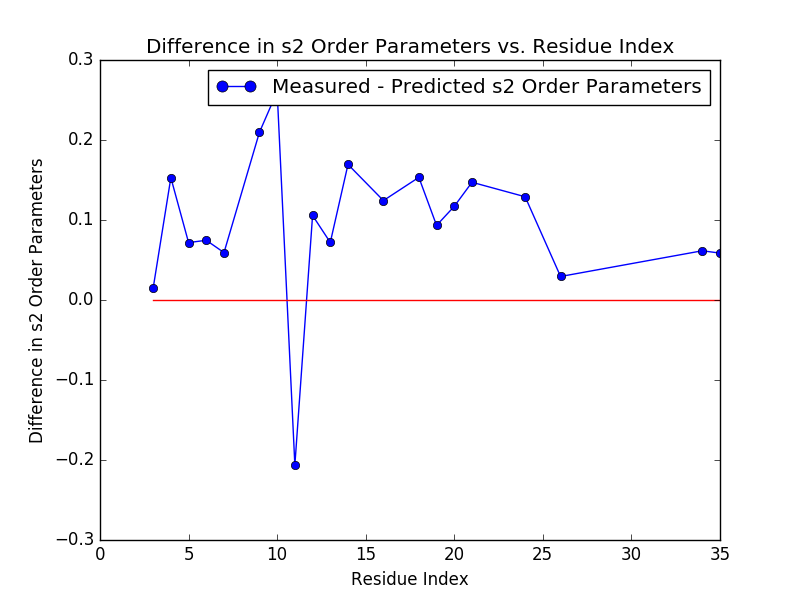 Difference in s2 Order Parameters vs. Residue Index
Measured - Predicted s2 Order Parameters
Difference in s2 Order Parameters
0.3
0.2
0.1
0.0
−0.1
−0.2
−0.3
0 5 10 15 20 25 30 35
Residue Index